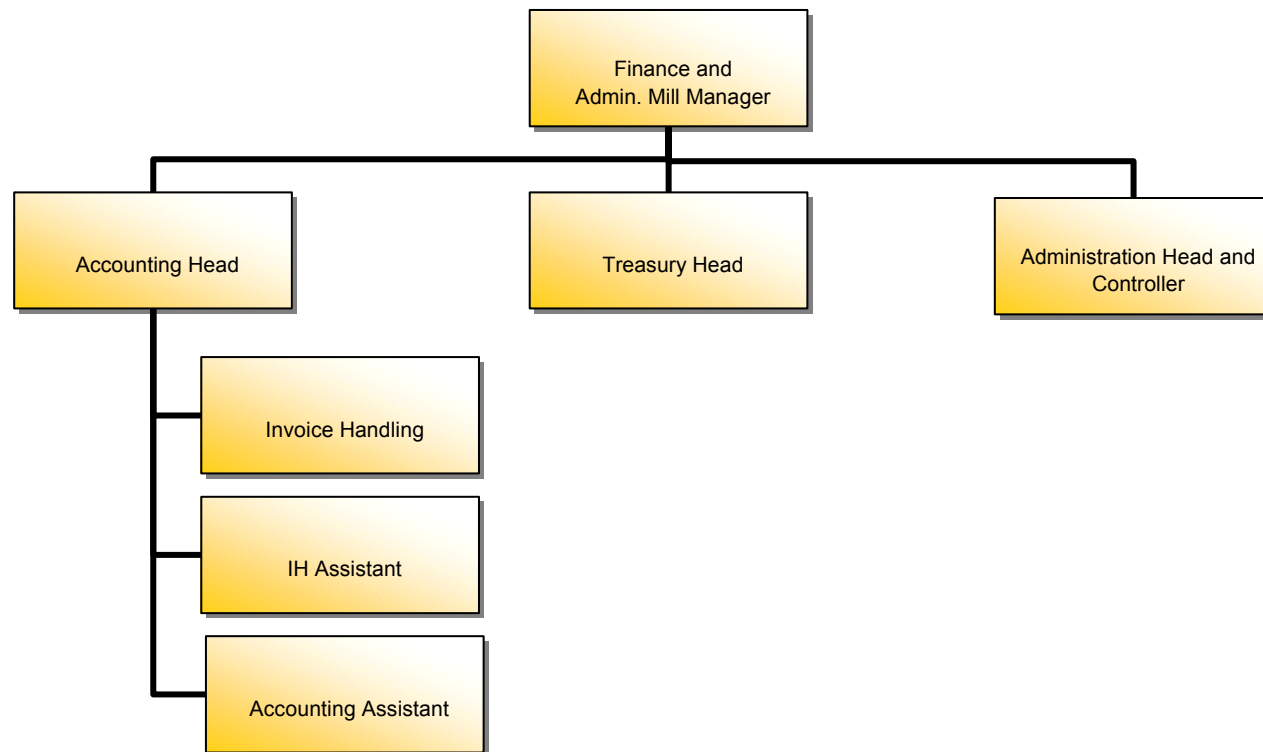 Finance and
Admin. Mill Manager
Accounting Head
Treasury Head
Administration Head and
Controller
Invoice Handling
IH Assistant
Accounting Assistant